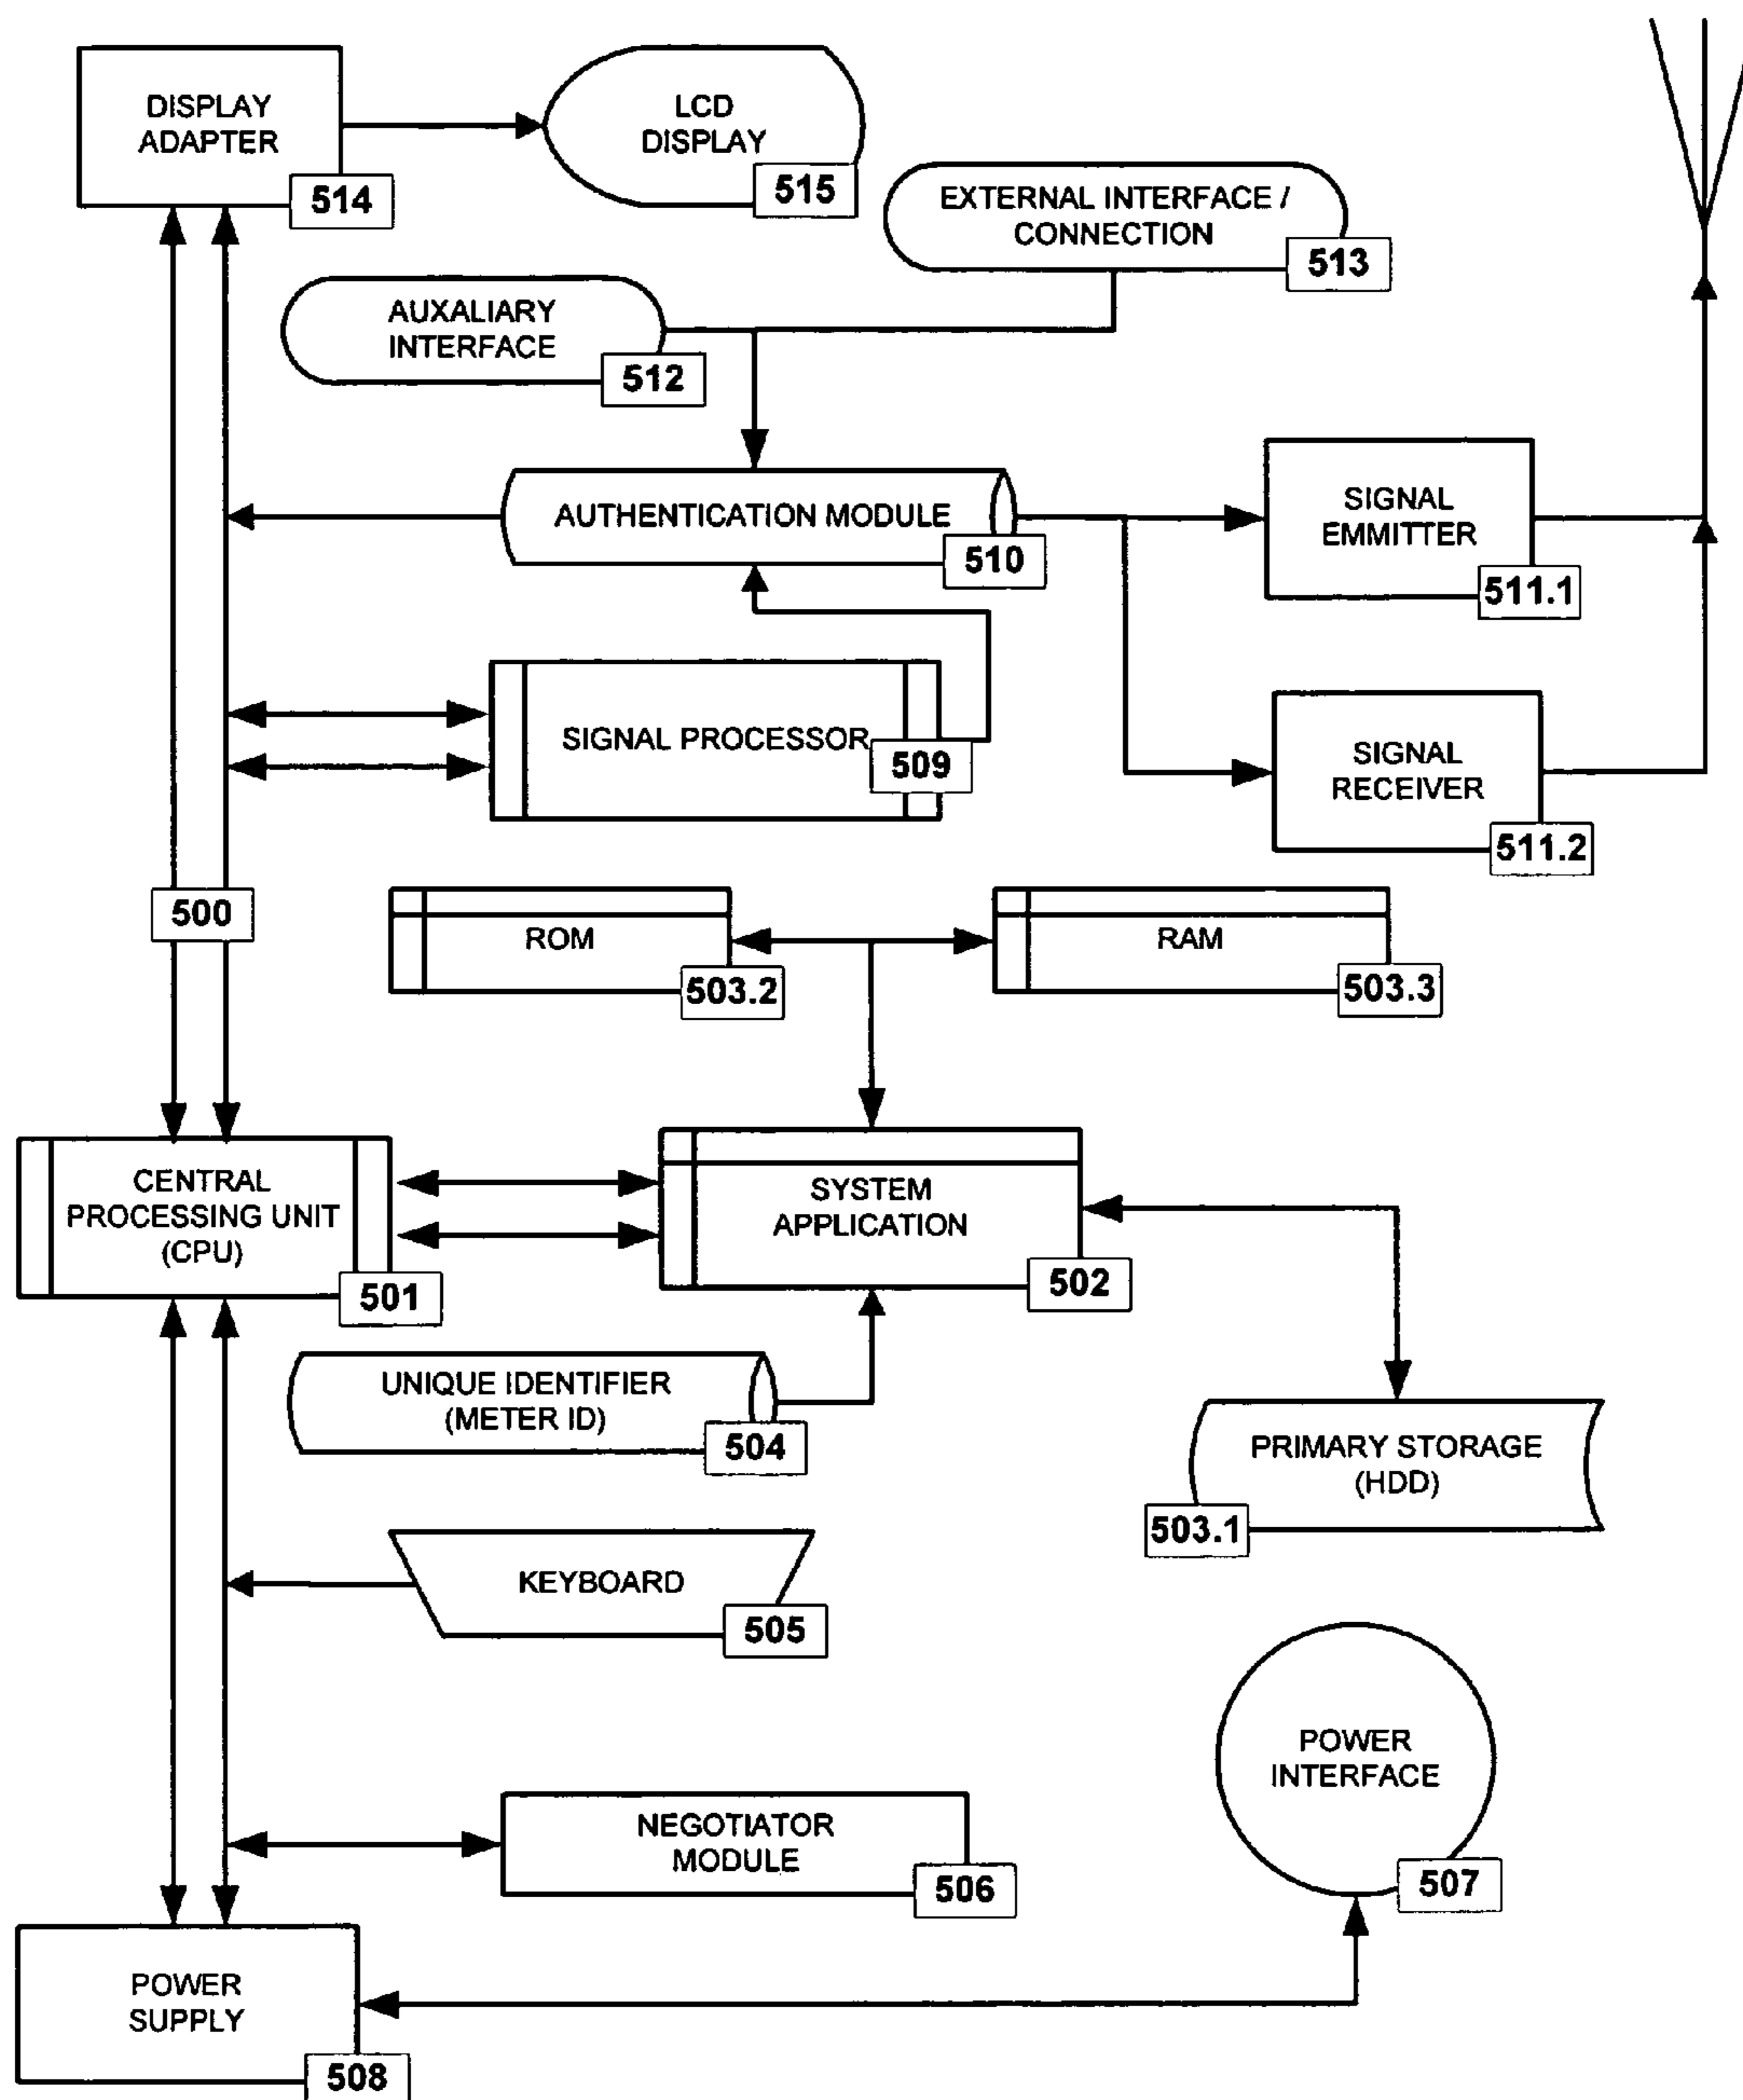 DISPLAY
ADAPTER
514
LCD
DISPLAY
515
EXTERNAL INTERFACE /
CONNECTION
513
AUXALIARY
INTERFACE
512
AUTHENTICATION MODULE
510
SIGNAL
EMMITTER
511.1
SIGNAL PROCESSOR
509
SIGNAL
RECEIVER
511.2
500
ROM
503.2
RAM
503.3
CENTRAL
PROCESSING UNIT
(CPU)
501
SYSTEM
APPLICATION
502
UNIQUE IDENTIFIER
(METER ID)
504
PRIMARY STORAGE
(HDD)
503.1
KEYBOARD
505
POWER
INTERFACE
507
NEGOTIATOR
MODULE
506
POWER
SUPPLY
508